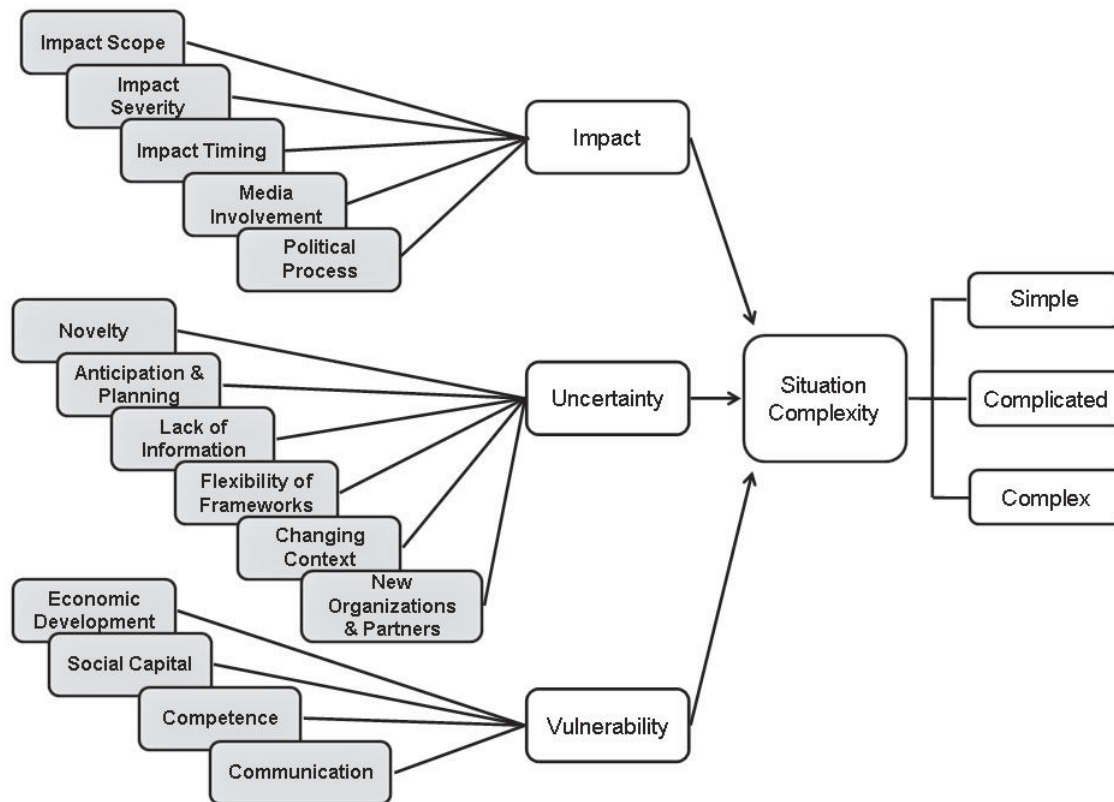 Impact Scope
Impact
Severity
Impact Timing
Media
Involvement
Political
Process
Impact
Novelty
Anticipation &
Planning
Lack of
Information
Flexibility of
Frameworks
Changing
Context
New
Organizations
& Partners
Uncertainty
Economic
Development
Social Capital
Competence
Communication
Vulnerability
Situation
Complexity
Simple
Complicated
Complex